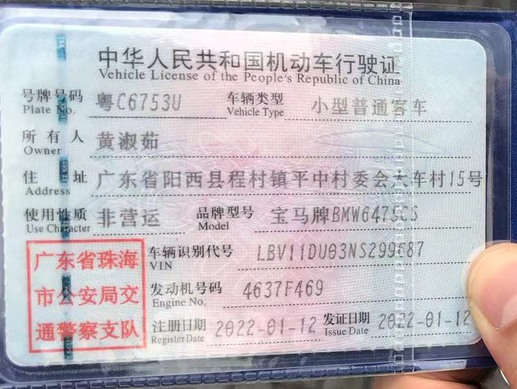 中华人民共和国机动车行驶证
Vehicle License of the People's Republic of China
号牌号码 粤C6753U 车辆类型 小型普通客车
Plate No. Vehicle Type
所有人 黄淑茹
Owner
住址 广东省阳西县程村镇平中村委会大车村15号
Address
使用性质 非营运 品牌型号 宝马牌BMW6475CS
Use Character Model
广东省珠海
市公安局交
通警察支队
车辆识别代号 LBV11DU03NS299687
VIN
发动机号码 4637F469
Engine No.
注册日期 2022-01-12 发证日期 2022-01-12
Register Date Issue Date